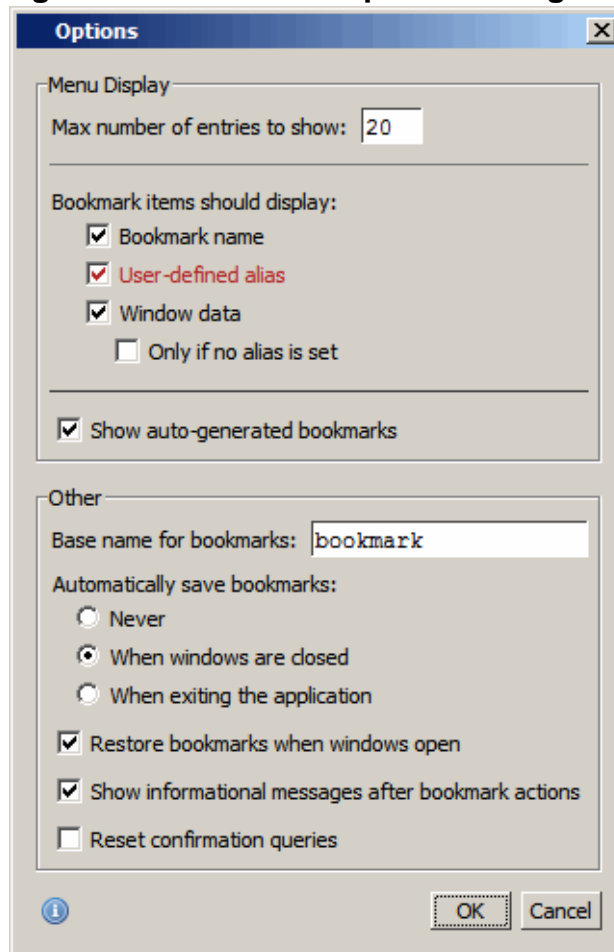 Options
Menu Display
Max number of entries to show: 20
Bookmark items should display:
Bookmark name
User-defined alias
Window data
Only if no alias is set
Show auto-generated bookmarks
Other
Base name for bookmarks: bookmark
Automatically save bookmarks:
Never
When windows are closed
When exiting the application
Restore bookmarks when windows open
Show informational messages after bookmark actions
Reset confirmation queries
OK Cancel